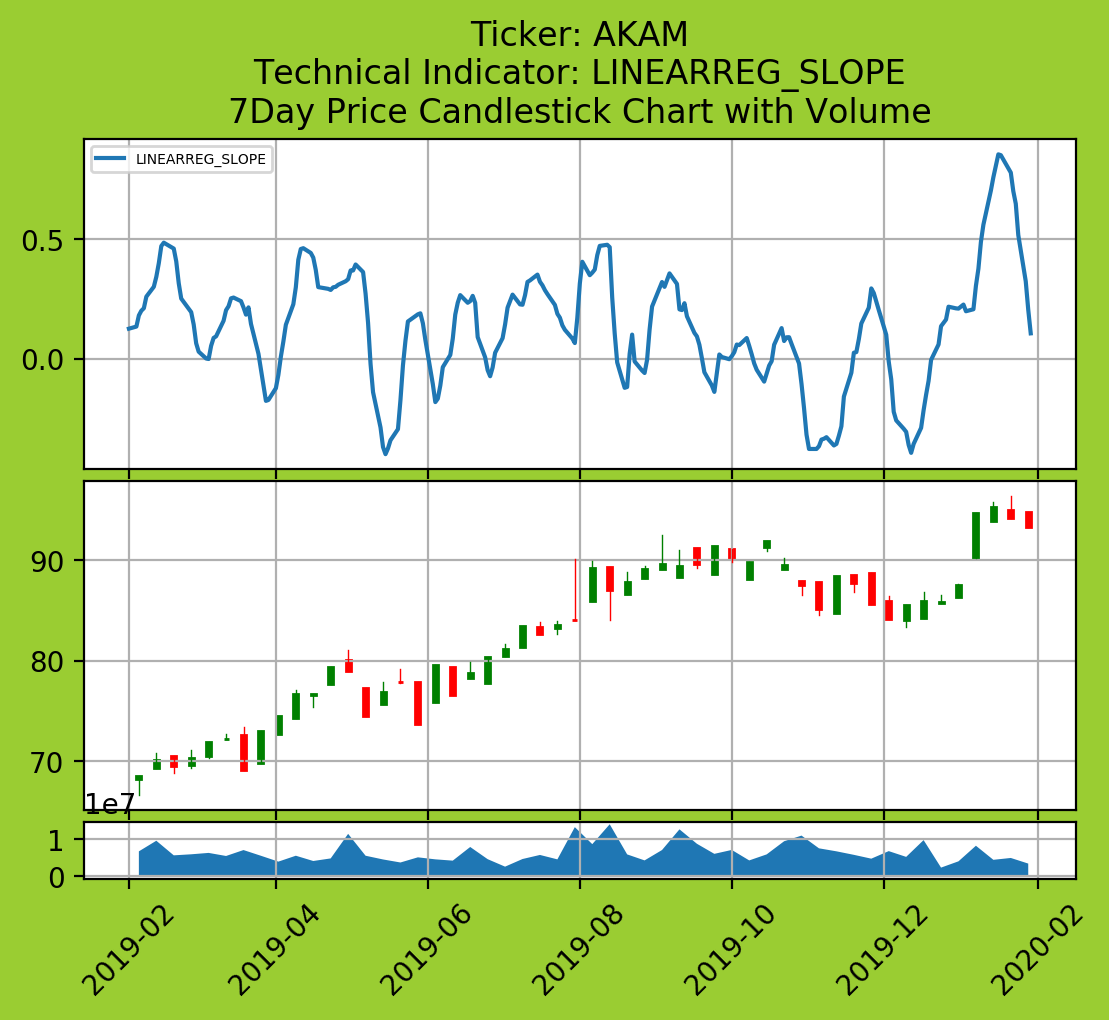 Ticker: AKAM
Technical Indicator: LINEARREG_SLOPE
7Day Price Candlestick Chart with Volume
LINEARREG_SLOPE
0.5
0.0
90
80
70
1e7
1
0
2019-02
2019-04
2019-06
2019-08
2019-10
2019-12
2020-02